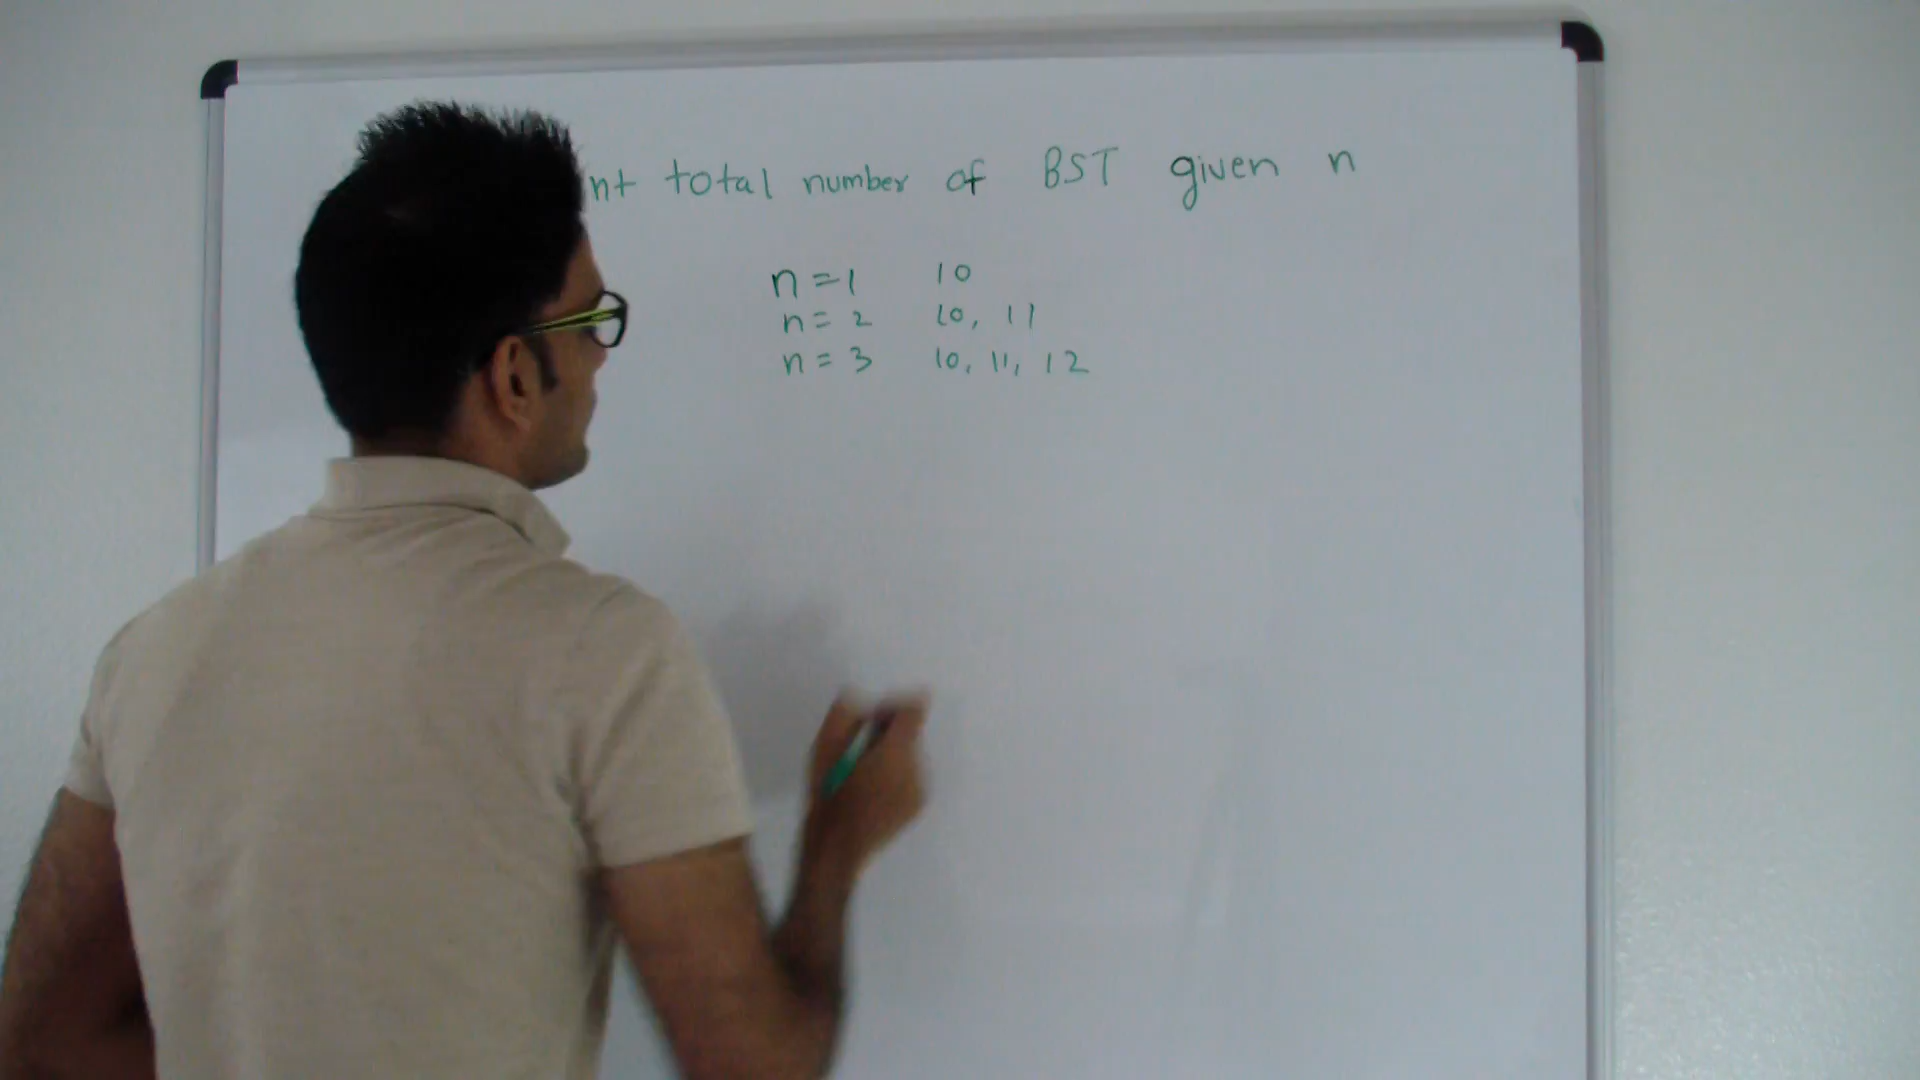 nt total number of BST given n
n = 1 10
n = 2 10, 11
n = 3 10, 11, 12